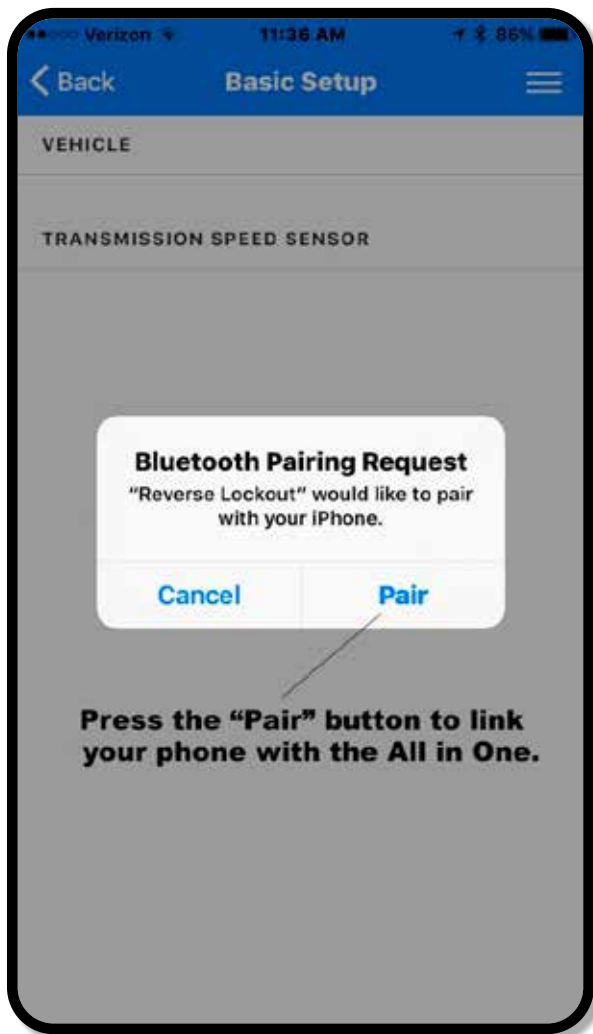 Verizon 11:36 AM 86%
Back Basic Setup
VEHICLE
TRANSMISSION SPEED SENSOR
Bluetooth Pairing Request
"Reverse Lockout" would like to pair
with your iPhone.
Cancel Pair
Press the “Pair” button to link
your phone with the All in One.